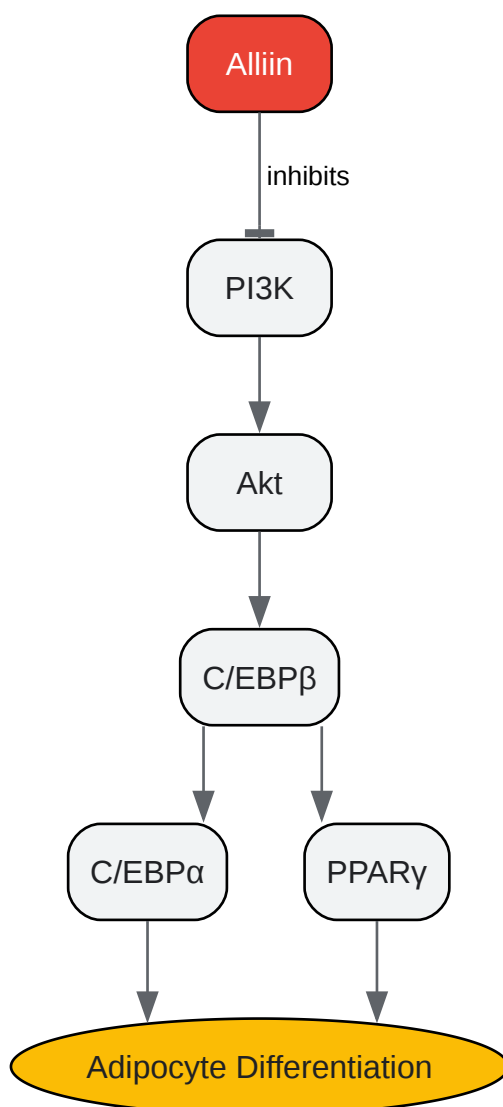 Alliin
inhibits
PI3K
Akt
C/EBPβ
C/EBPα
PPARγ
Adipocyte Differentiation